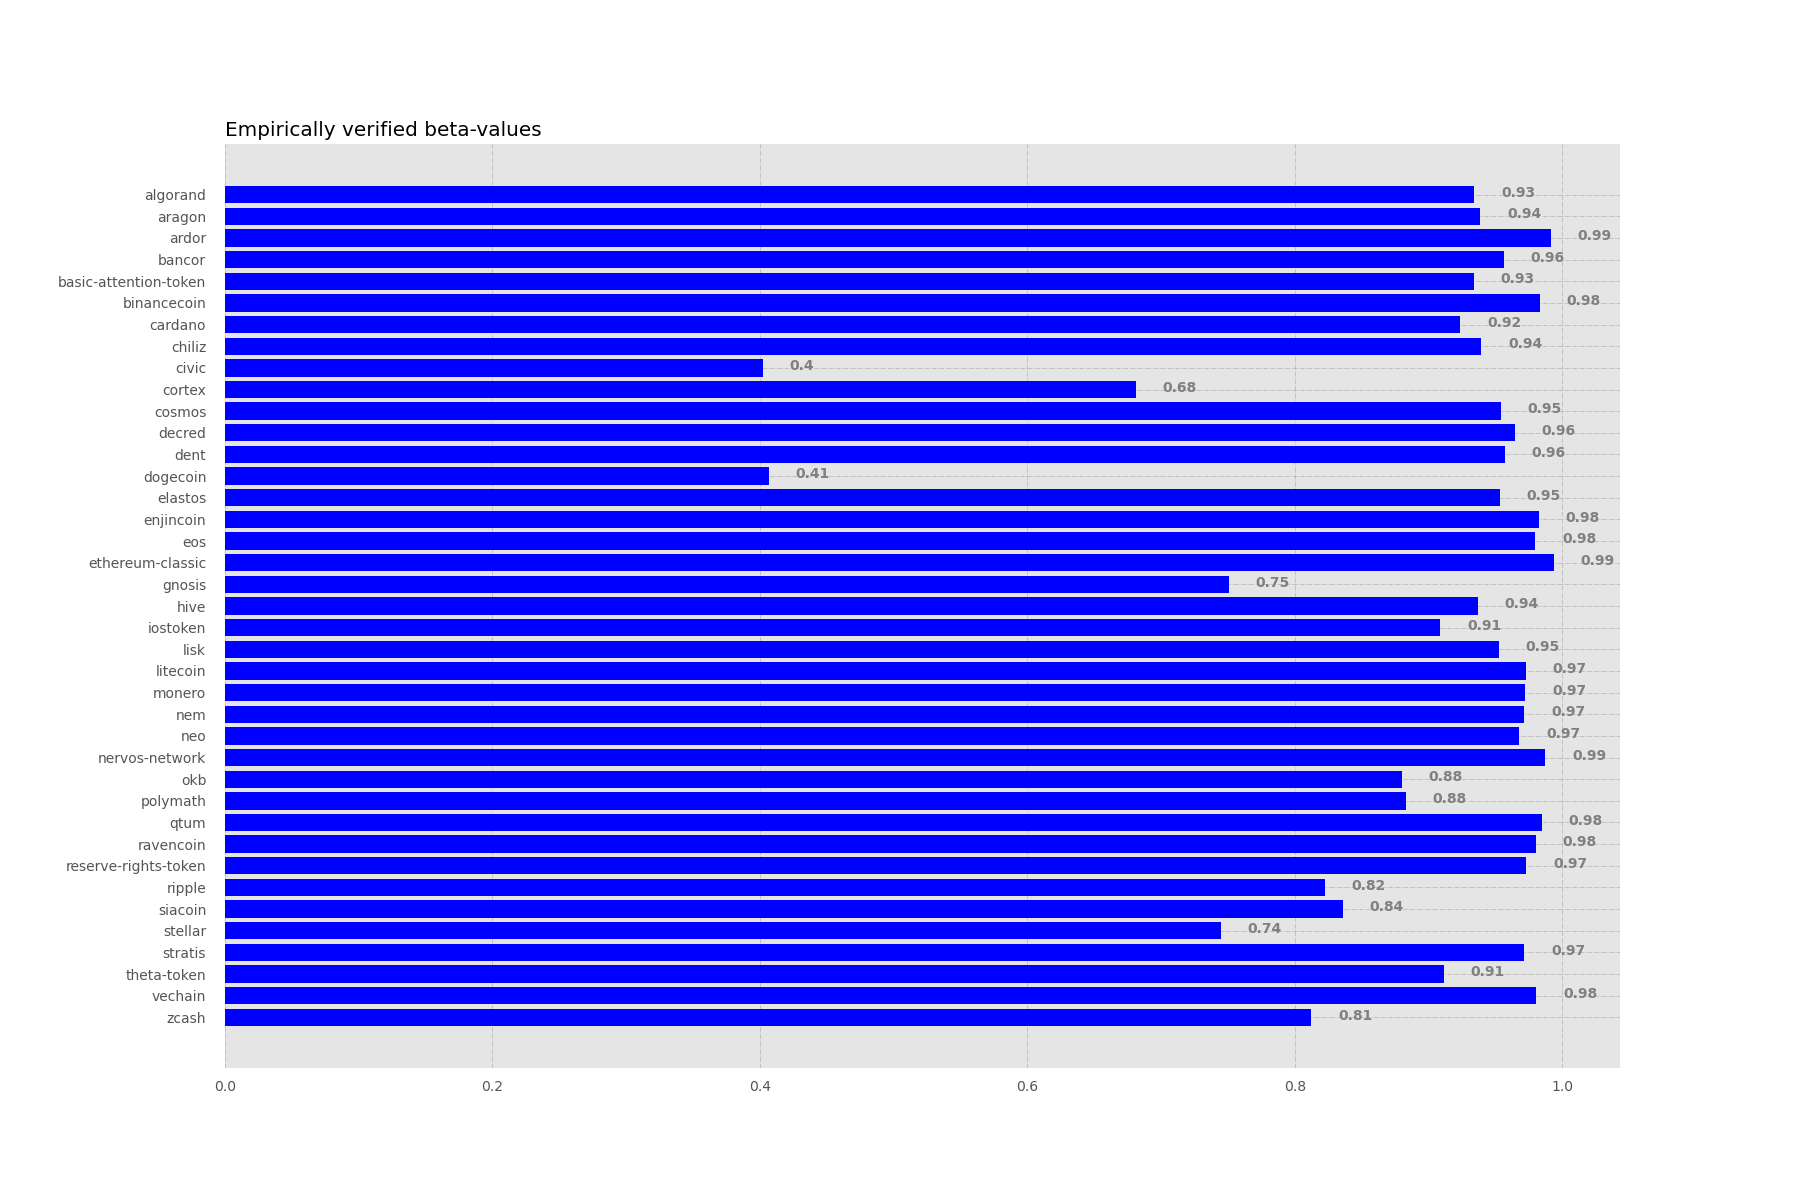 Empirically verified beta-values
algorand 0.93
aragon 0.94
ardor 0.99
bancor 0.96
basic-attention-token 0.93
binancecoin 0.98
cardano 0.92
chiliz 0.94
civic 0.4
cortex 0.68
cosmos 0.95
decred 0.96
dent 0.96
dogecoin 0.41
elastos 0.95
enjincoin 0.98
eos 0.98
ethereum-classic 0.99
gnosis 0.75
hive 0.94
iostoken 0.91
lisk 0.95
litecoin 0.97
monero 0.97
nem 0.97
neo 0.97
nervos-network 0.99
okb 0.88
polymath 0.88
qtum 0.98
ravencoin 0.98
reserve-rights-token 0.97
ripple 0.82
siacoin 0.84
stellar 0.74
stratis 0.97
theta-token 0.91
vechain 0.98
zcash 0.81
0.0 0.2 0.4 0.6 0.8 1.0